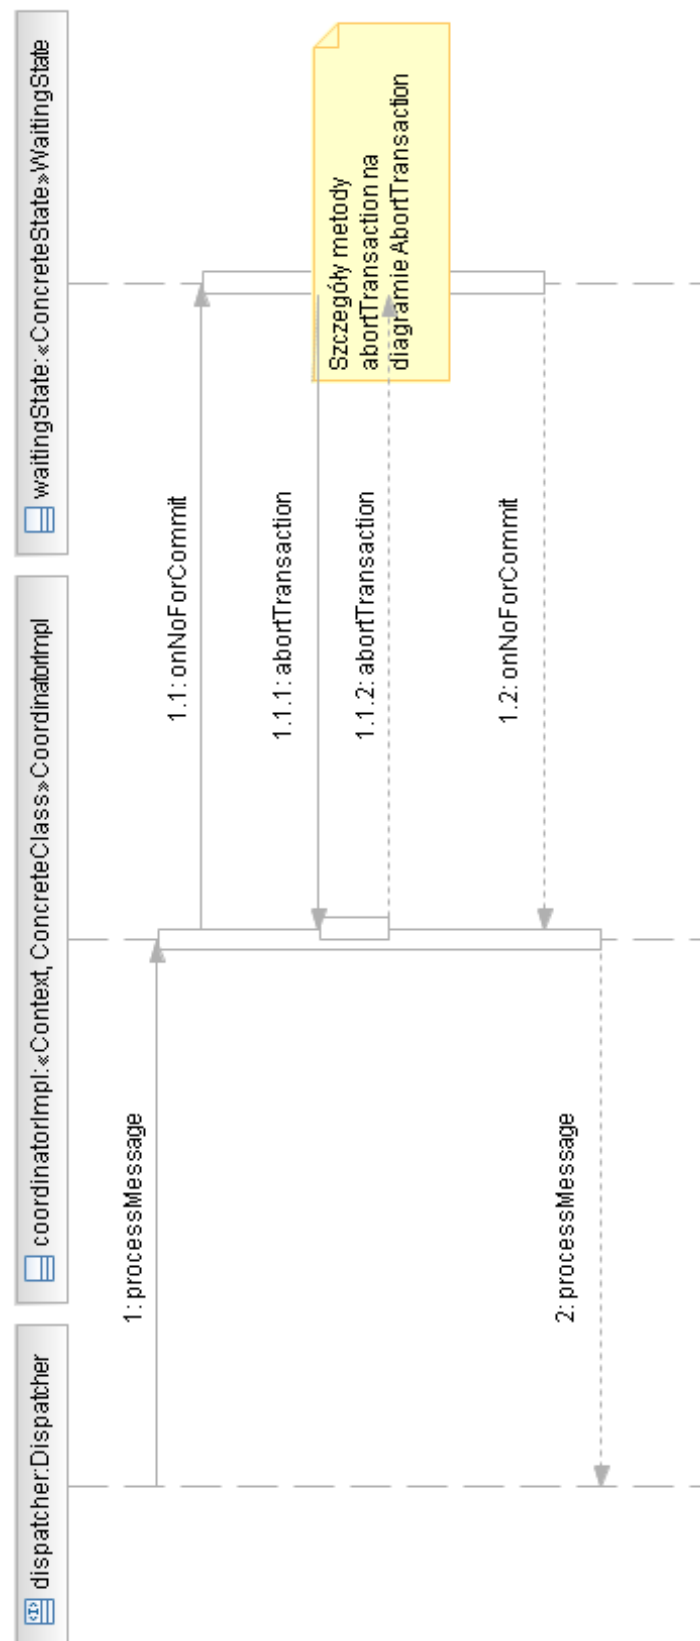 dispatcher:Dispatcher
coordinatorImpl:«Context, ConcreteClass»CoordinatorImpl
waitingState:«ConcreteState»WaitingState
1: processMessage
1.1: onNoForCommit
1.1.1: abortTransaction
Szczegóły metody
abortTransaction na
diagramie AbortTransaction
1.1.2: abortTransaction
1.2: onNoForCommit
2: processMessage